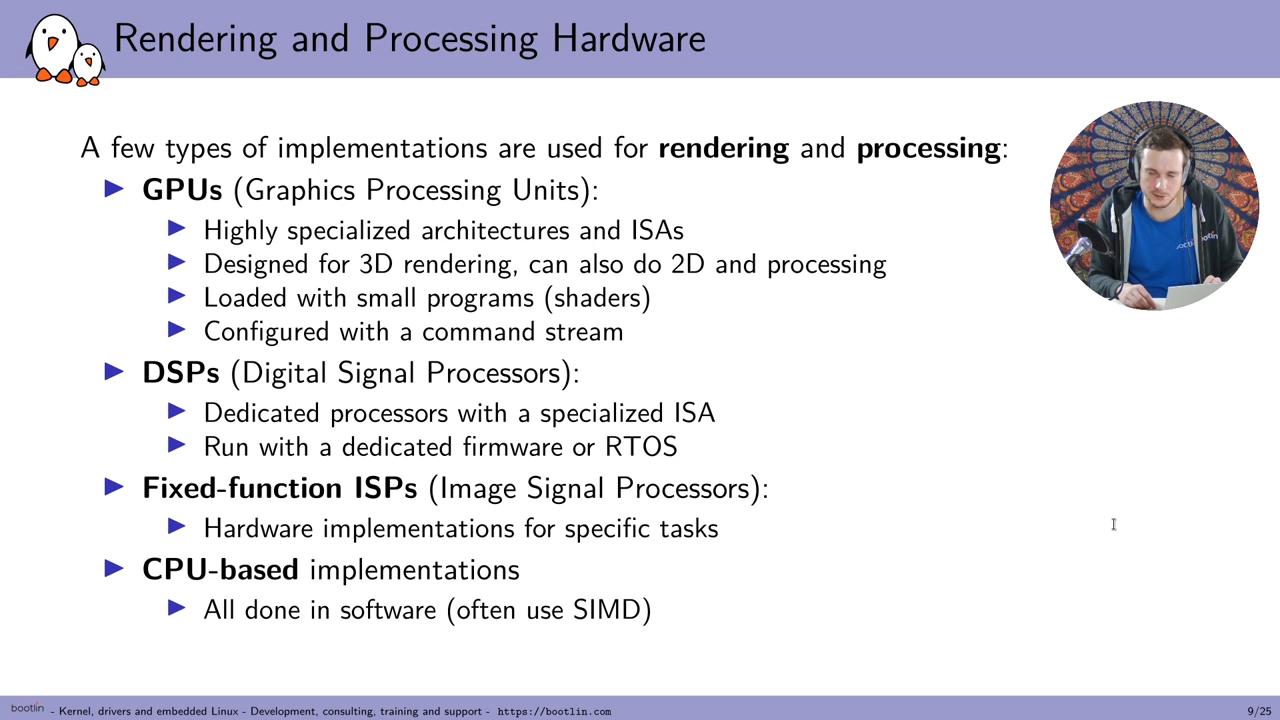 Rendering and Processing Hardware
A few types of implementations are used for rendering and processing:
GPUs (Graphics Processing Units):
Highly specialized architectures and ISAs
Designed for 3D rendering, can also do 2D and processing
Loaded with small programs (shaders)
Configured with a command stream
DSPs (Digital Signal Processors):
Dedicated processors with a specialized ISA
Run with a dedicated firmware or RTOS
Fixed-function ISPs (Image Signal Processors):
Hardware implementations for specific tasks
CPU-based implementations
All done in software (often use SIMD)
bootlin - Kernel, drivers and embedded Linux - Development, consulting, training and support - https://bootlin.com
9/25